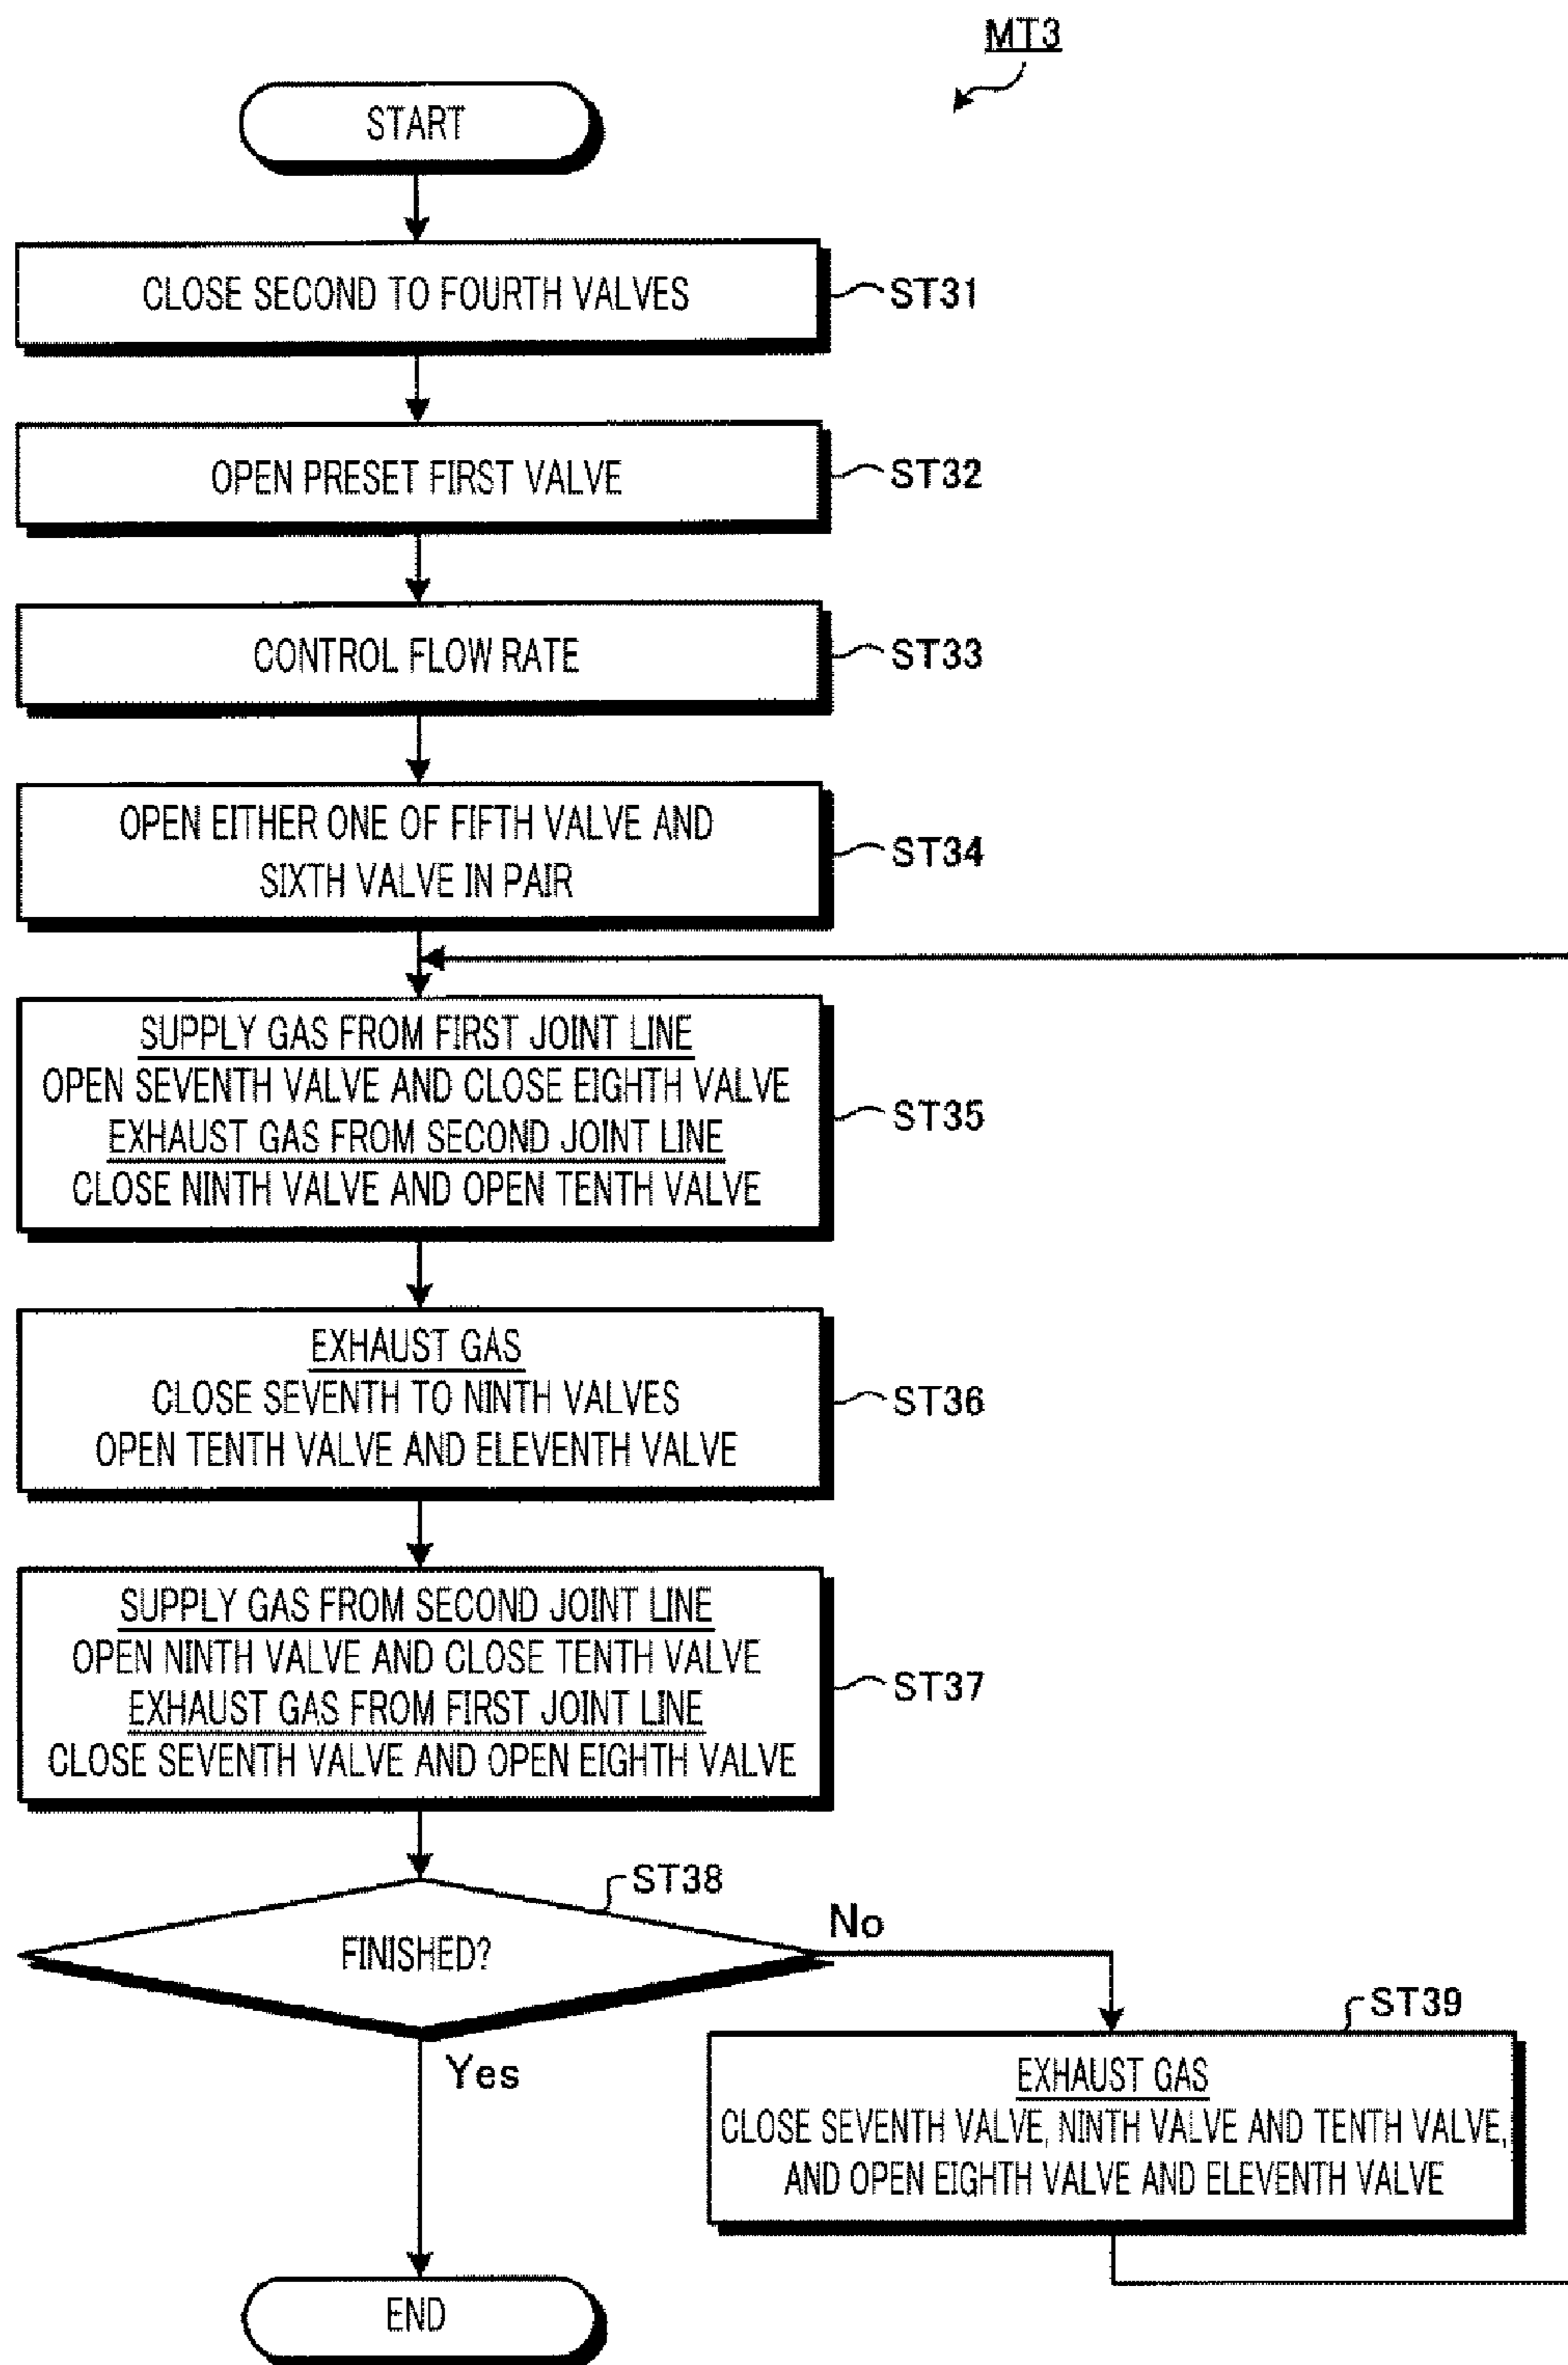 MT3
START
CLOSE SECOND TO FOURTH VALVES
ST31
OPEN PRESET FIRST VALVE
ST32
CONTROL FLOW RATE
ST33
OPEN EITHER ONE OF FIFTH VALVE AND
SIXTH VALVE IN PAIR
ST34
SUPPLY GAS FROM FIRST JOINT LINE
OPEN SEVENTH VALVE AND CLOSE EIGHTH VALVE
EXHAUST GAS FROM SECOND JOINT LINE
CLOSE NINTH VALVE AND OPEN TENTH VALVE
ST35
EXHAUST GAS
CLOSE SEVENTH TO NINTH VALVES
OPEN TENTH VALVE AND ELEVENTH VALVE
ST36
SUPPLY GAS FROM SECOND JOINT LINE
OPEN NINTH VALVE AND CLOSE TENTH VALVE
EXHAUST GAS FROM FIRST JOINT LINE
CLOSE SEVENTH VALVE AND OPEN EIGHTH VALVE
ST37
ST38
FINISHED?
No
Yes
ST39
EXHAUST GAS
CLOSE SEVENTH VALVE, NINTH VALVE AND TENTH VALVE,
AND OPEN EIGHTH VALVE AND ELEVENTH VALVE
END